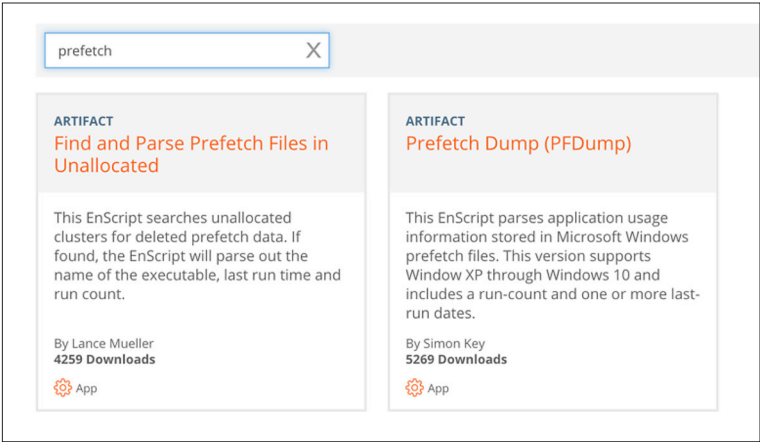 prefetch X
ARTIFACT
Find and Parse Prefetch Files in
Unallocated
This EnScript searches unallocated
clusters for deleted prefetch data. If
found, the EnScript will parse out the
name of the executable, last run time and
run count.
By Lance Mueller
4259 Downloads
App
ARTIFACT
Prefetch Dump (PFDump)
This EnScript parses application usage
information stored in Microsoft Windows
prefetch files. This version supports
Window XP through Windows 10 and
includes a run-count and one or more last-
run dates.
By Simon Key
5269 Downloads
App